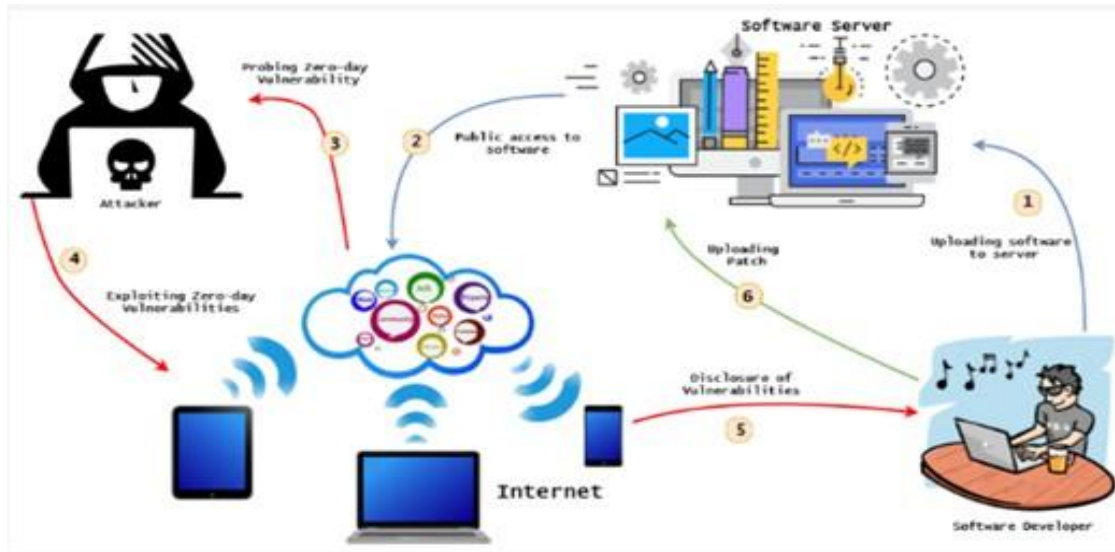 Software Server
Probing Zero-day
Vulnerability
3
2
Public access to
Software
Attacker
1
Uploading software
to server
4
Exploiting Zero-day
Vulnerabilities
Uploading
Patch
6
</>
Disclosure of
Vulnerabilities
5
Internet
Software Developer